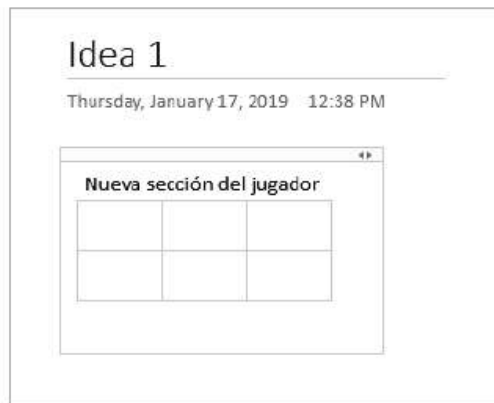 Idea 1
Thursday, January 17, 2019 12:38 PM
Nueva sección del jugador